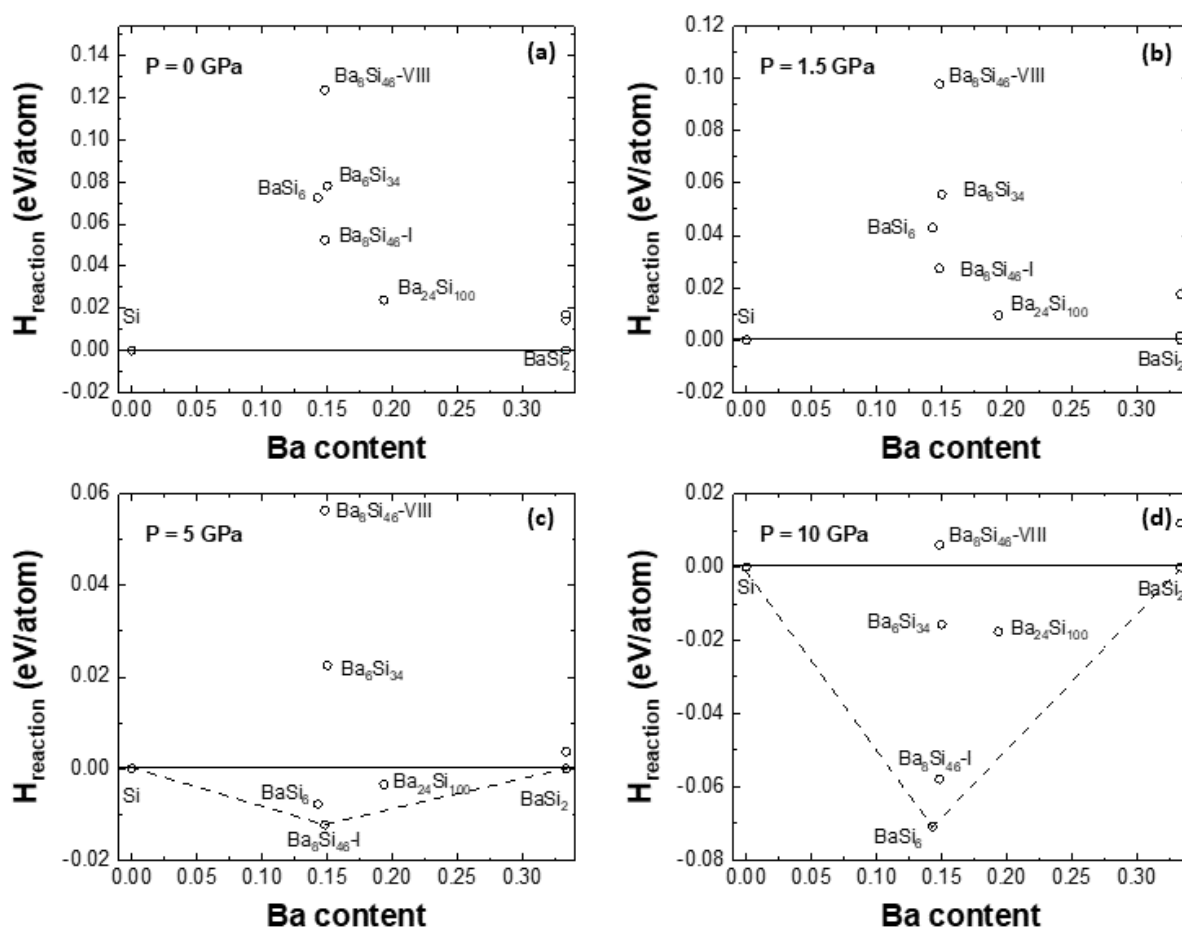 (a)
P = 0 GPa
Ba₈Si₄₆-VIII
BaSi₆
Ba₆Si₃₄
Ba₈Si₄₆-I
Ba₂₄Si₁₀₀
Si
BaSi₂
0.14
0.12
0.10
0.08
0.06
0.04
0.02
0.00
-0.02
0.00 0.05 0.10 0.15 0.20 0.25 0.30
H reaction (eV/atom)
Ba content
(b)
P = 1.5 GPa
Ba₈Si₄₆-VIII
Ba₆Si₃₄
BaSi₆
Ba₈Si₄₆-I
Ba₂₄Si₁₀₀
Si
BaSi₂
0.12
0.10
0.08
0.06
0.04
0.02
0.00
-0.02
0.00 0.05 0.10 0.15 0.20 0.25 0.30
H reaction (eV/atom)
Ba content
(c)
P = 5 GPa
Ba₈Si₄₆-VIII
Ba₆Si₃₄
Si
BaSi₆
Ba₂₄Si₁₀₀
BaSi₂
Ba₈Si₄₆-I
0.06
0.04
0.02
0.00
-0.02
0.00 0.05 0.10 0.15 0.20 0.25 0.30
H reaction (eV/atom)
Ba content
(d)
P = 10 GPa
Ba₈Si₄₆-VIII
Si
BaSi₂
Ba₆Si₃₄
Ba₂₄Si₁₀₀
Ba₈Si₄₆-I
BaSi₆
0.02
0.00
-0.02
-0.04
-0.06
-0.08
0.00 0.05 0.10 0.15 0.20 0.25 0.30
H reaction (eV/atom)
Ba content